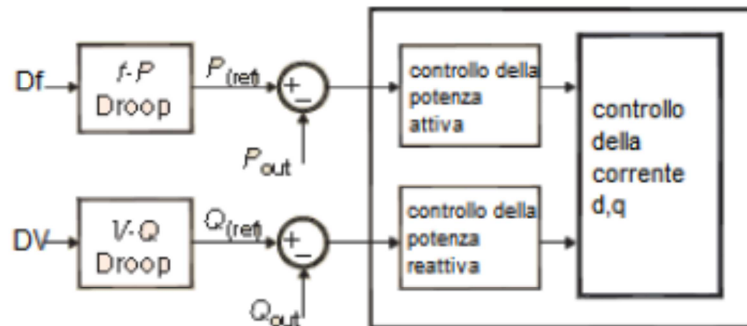 Df
f-P
Droop
P(ref)
+
−
Pout
controllo della
potenza
attiva
controllo
della
corrente
d,q
DV
V-Q
Droop
Q(ref)
+
−
Qout
controllo della
potenza
reattiva